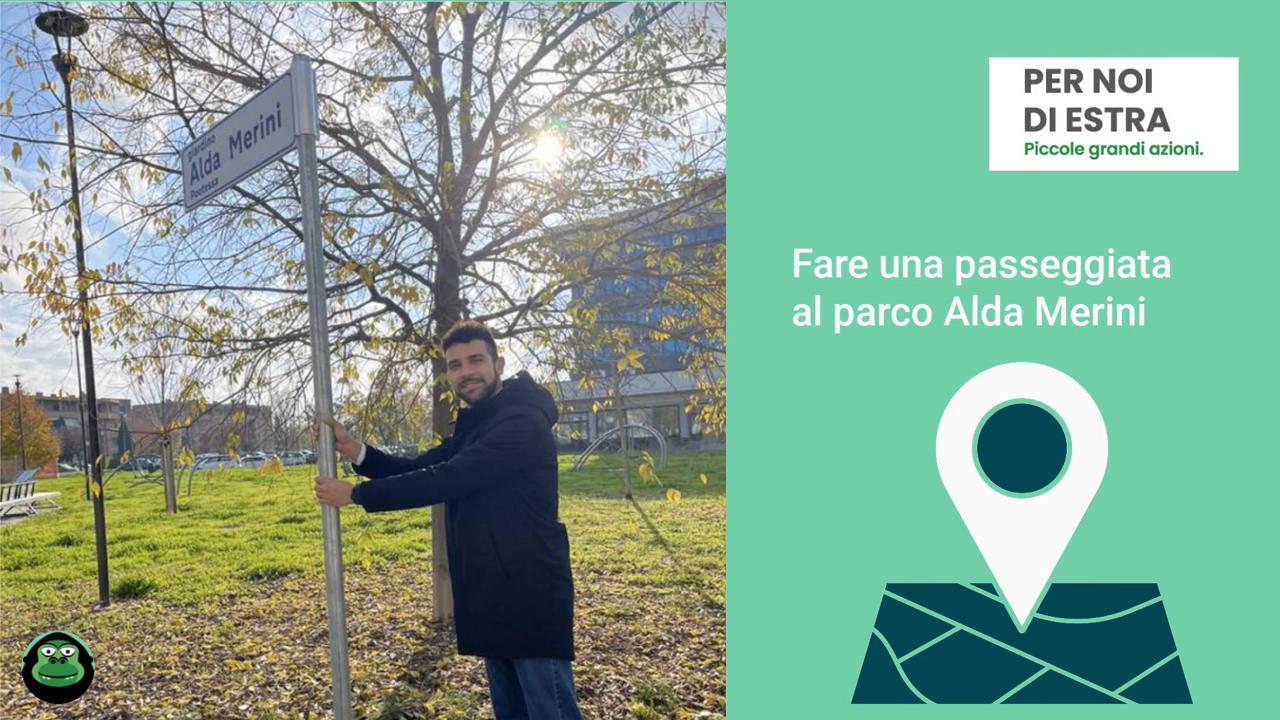 Giardino
Alda Merini
Poetessa
PER NOI
DI ESTRA
Piccole grandi azioni.
Fare una passeggiata
al parco Alda Merini